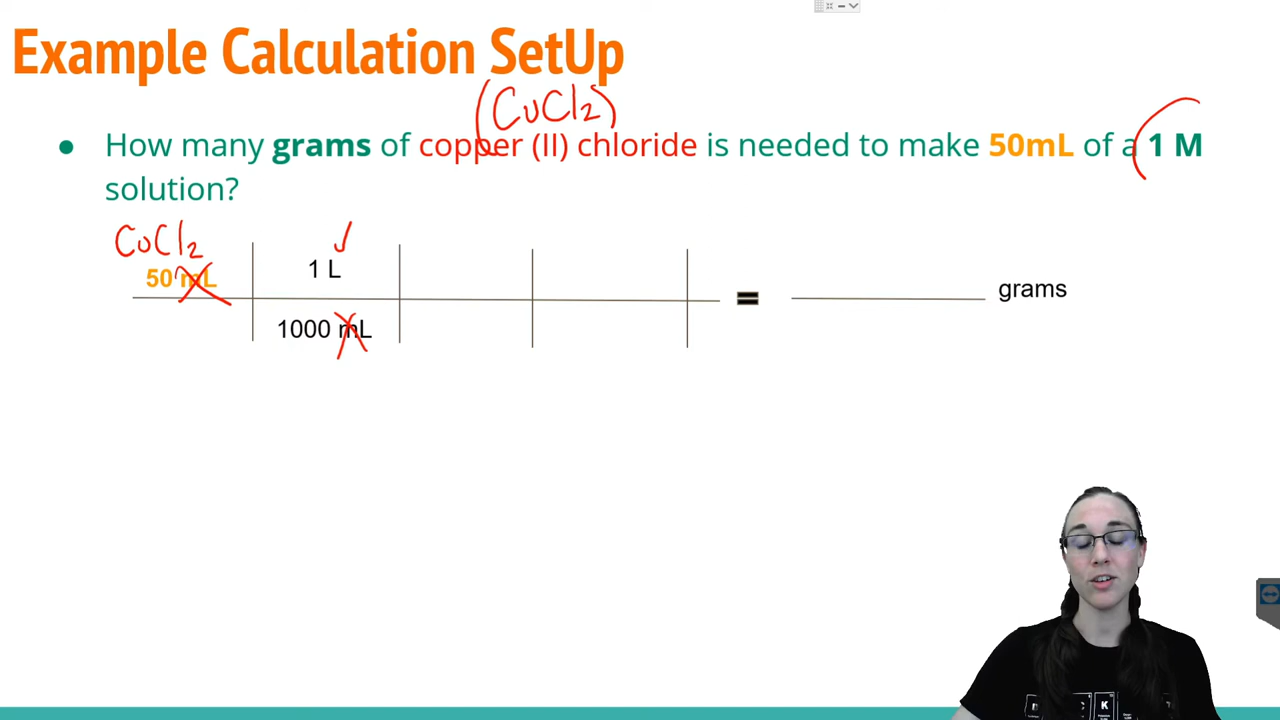 Example Calculation SetUp
(CuCl2)
● How many grams of copper (II) chloride is needed to make 50mL of a (1 M
solution?
CuCl2
50 mL 1 L
= grams
1000 mL